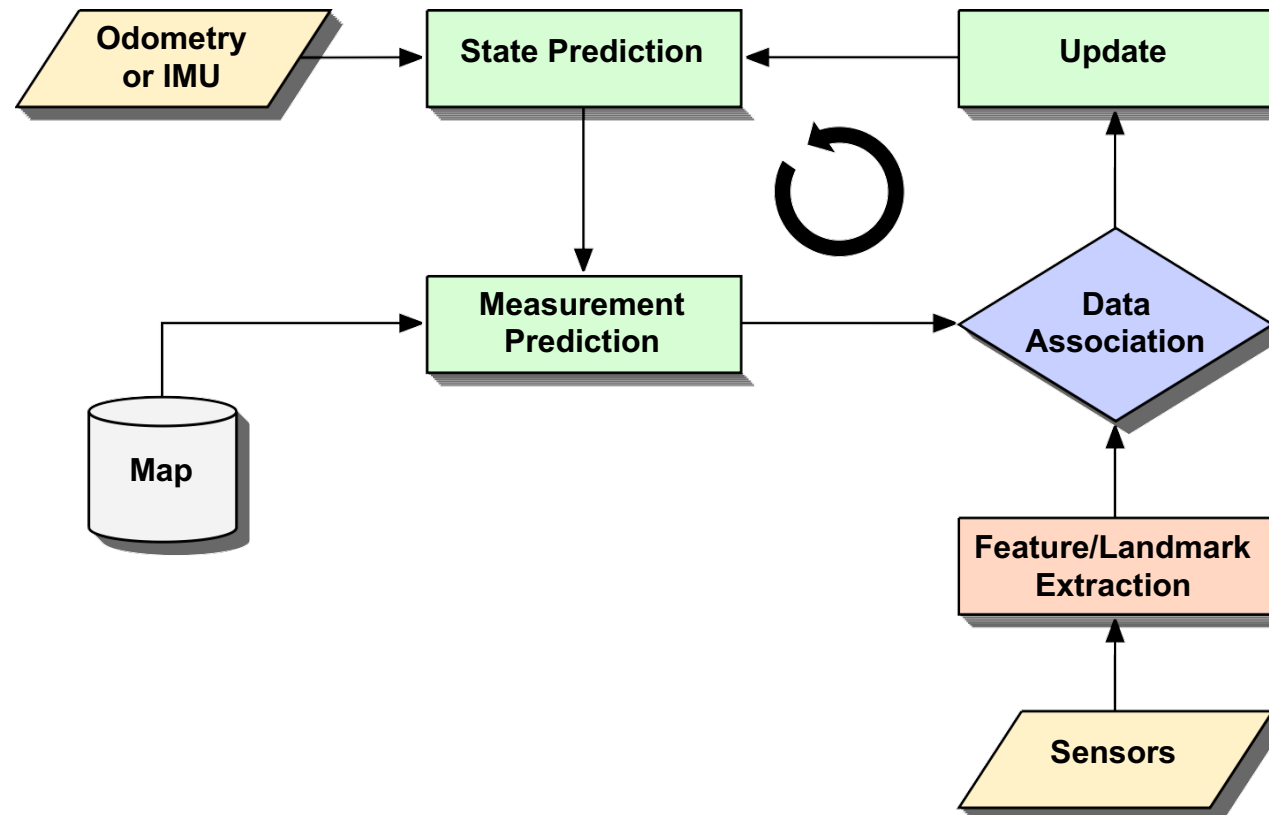 Odometry
or IMU
State Prediction
Update
Measurement
Prediction
Data
Association
Map
Feature/Landmark
Extraction
Sensors